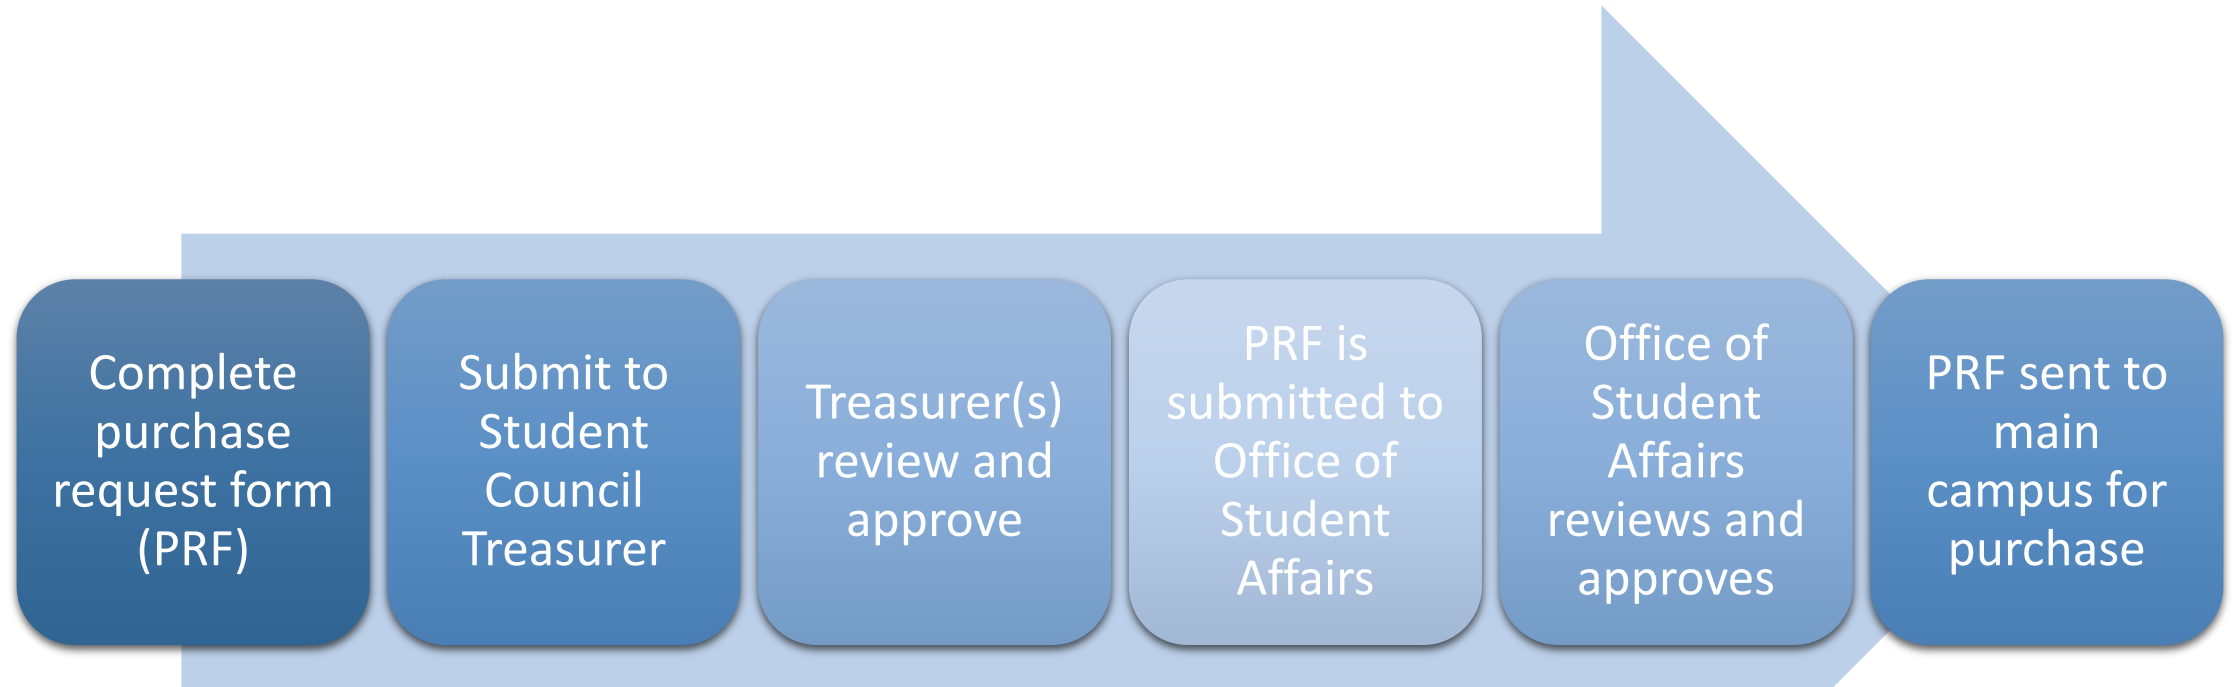 Complete
purchase
request form
(PRF)
Submit to
Student
Council
Treasurer
Treasurer(s)
review and
approve
PRF is
submitted to
Office of
Student
Affairs
Office of
Student
Affairs
reviews and
approves
PRF sent to
main
campus for
purchase